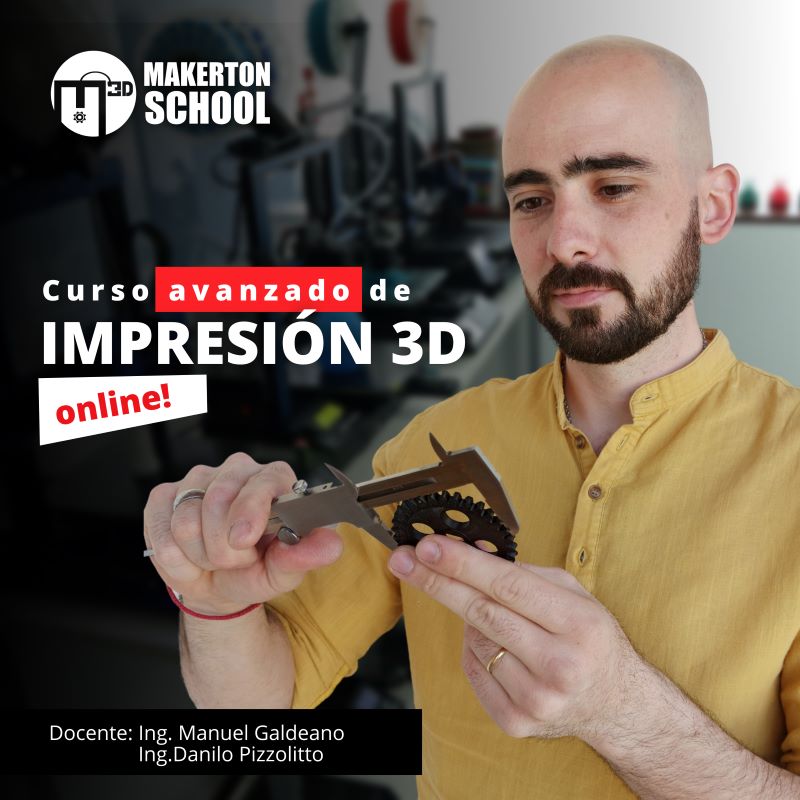 3D
MAKERTON
SCHOOL
Curso avanzado de
IMPRESIÓN 3D
online!
Docente: Ing. Manuel Galdeano
Ing.Danilo Pizzolitto